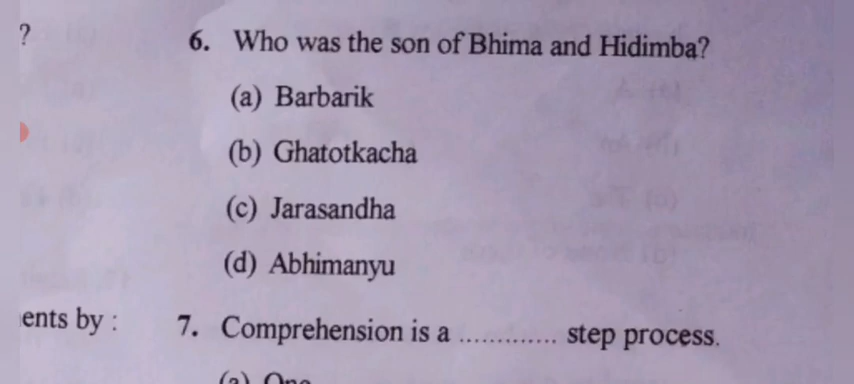 ?
6. Who was the son of Bhima and Hidimba?
(a) Barbarik
(b) Ghatotkacha
(c) Jarasandha
(d) Abhimanyu
ents by :
7. Comprehension is a ............. step process.
(a) One